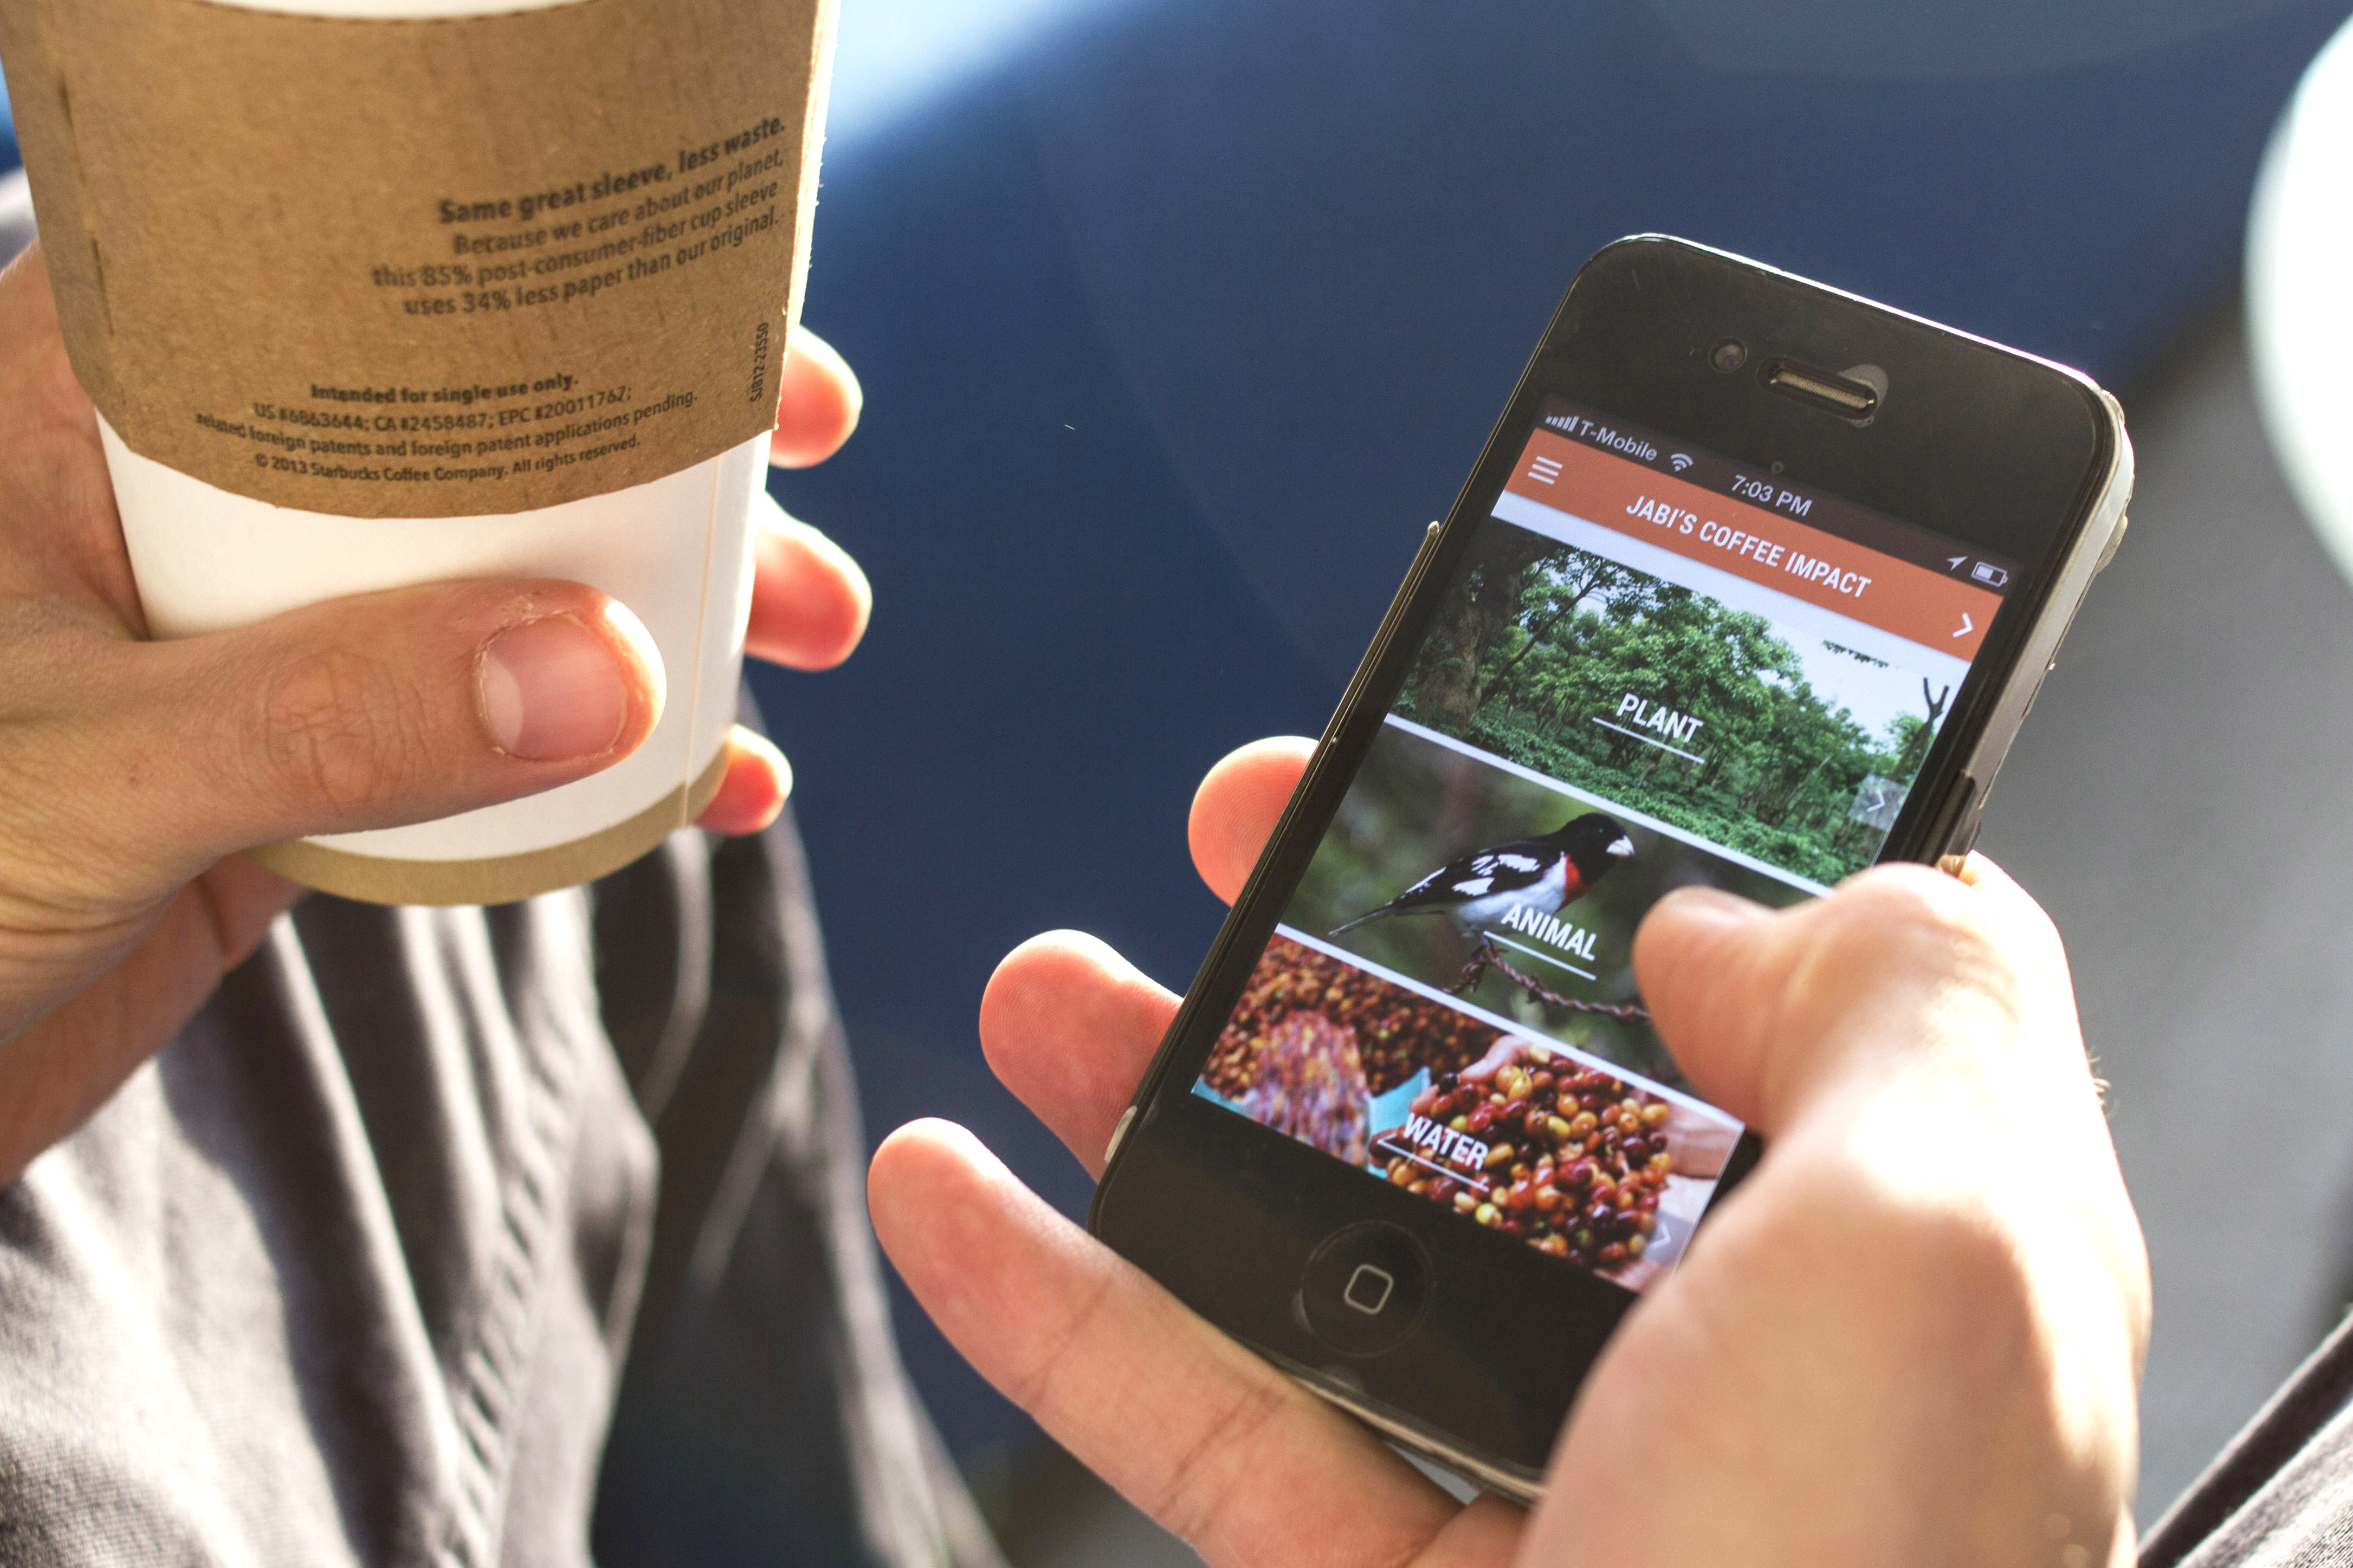 Same great sleeve, less waste.
Because we care about our planet,
this 85% post-consumer-fiber cup sleeve
uses 34% less paper than our original.
SJ812-23550
Intended for single use only.
US #6863644; CA #2458487; EPC #20011762;
related foreign patents and foreign patent applications pending.
© 2013 Starbucks Coffee Company. All rights reserved.
T-Mobile 7:03 PM
JABI'S COFFEE IMPACT
PLANT
ANIMAL
WATER